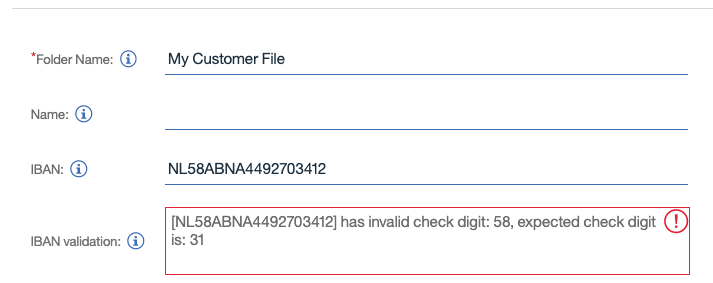 *Folder Name: My Customer File
Name:
IBAN: NL58ABNA4492703412
IBAN validation: [NL58ABNA4492703412] has invalid check digit: 58, expected check digit
is: 31